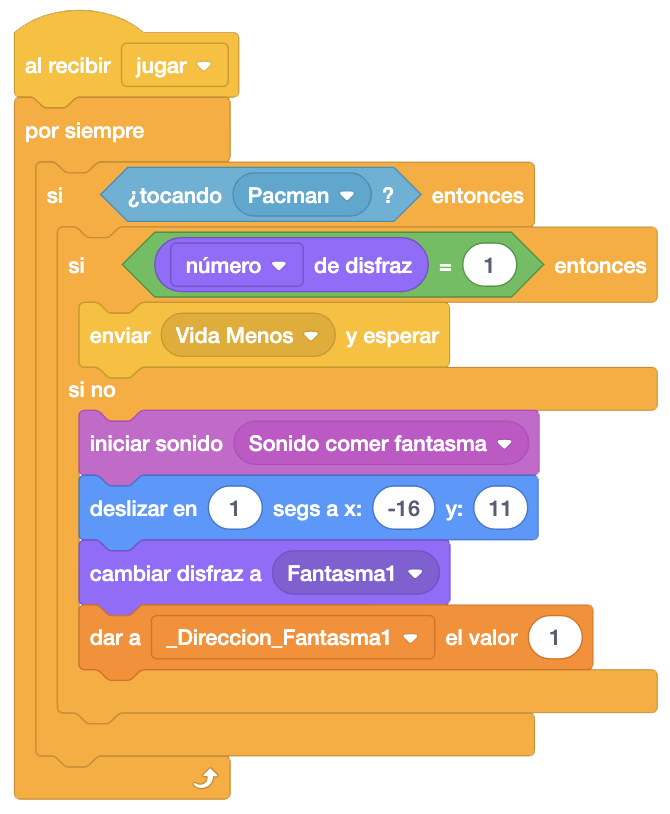 al recibir jugar
por siempre
si ¿tocando Pacman ? entonces
si número de disfraz = 1 entonces
enviar Vida Menos y esperar
si no
iniciar sonido Sonido comer fantasma
deslizar en 1 segs a x: -16 y: 11
cambiar disfraz a Fantasma1
dar a _Direccion_Fantasma1 el valor 1